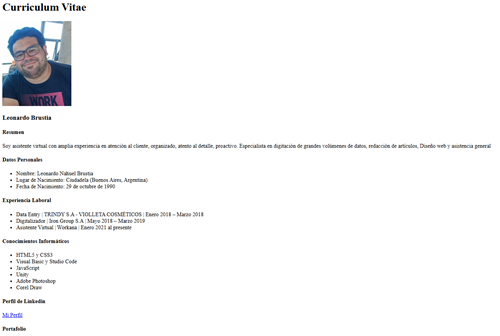 Curriculum Vitae
WORK
Leonardo Brustia
Resumen
Soy asistente virtual con amplia experiencia en atención al cliente, organizado, atento al detalle, proactivo. Especialista en digitación de grandes volúmenes de datos, redacción de artículos, Diseño web y asistencia general
Datos Personales
Nombre: Leonardo Nahuel Brustia
Lugar de Nacimiento: Ciudadela (Buenos Aires, Argentina)
Fecha de Nacimiento: 29 de octubre de 1990
Experiencia Laboral
Data Entry | TRINDY S.A - VIOLLETA COSMÉTICOS | Enero 2018 – Marzo 2018
Digitalizador | Iron Group S.A | Mayo 2018 – Marzo 2019
Asistente Virtual | Workana | Enero 2021 al presente
Conocimientos Informáticos
HTML5 y CSS3
Visual Basic y Studio Code
JavaScript
Unity
Adobe Photoshop
Corel Draw
Perfil de Linkedin
Mi Perfil
Portafolio